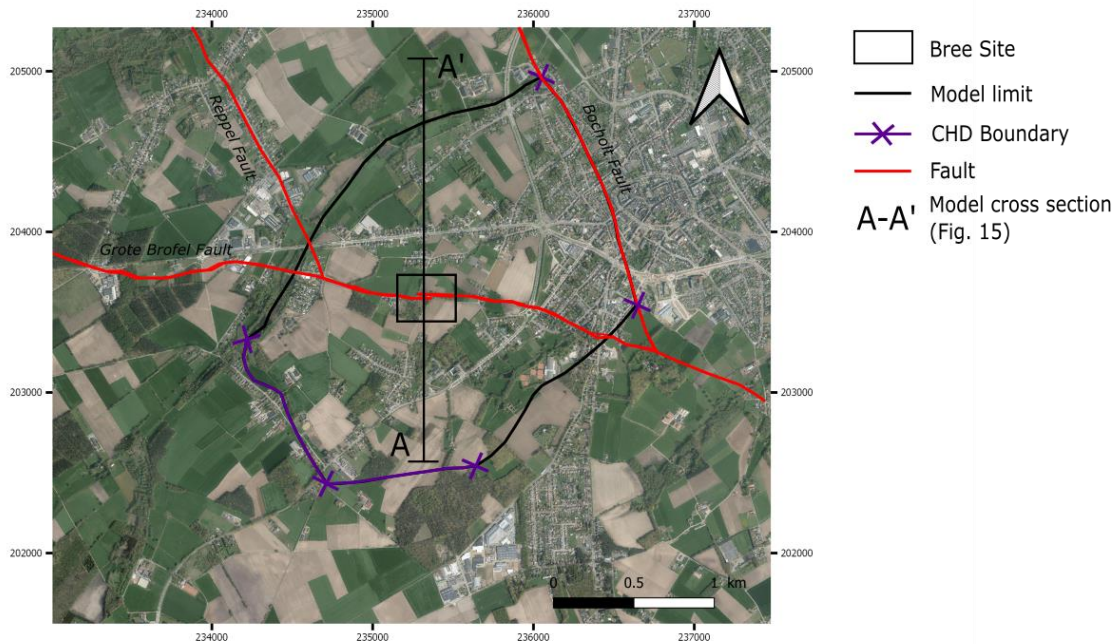 234000 235000 236000 237000
205000 205000
204000 204000
203000 203000
202000 202000
A'
Reppel Fault
Bocholt Fault
Grote Brofel Fault
A
0 0.5 1 km
234000 235000 236000 237000
Bree Site
Model limit
CHD Boundary
Fault
A-A' Model cross section
(Fig. 15)